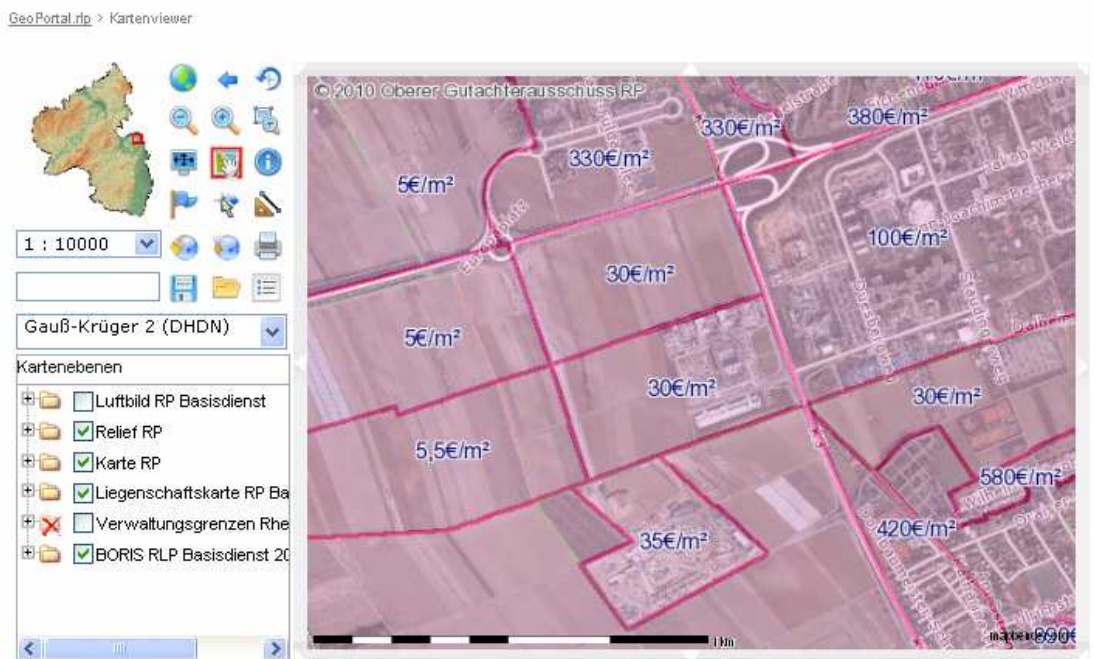 GeoPortal.rlp > Kartenviewer
1 : 10000
Gauß-Krüger 2 (DHDN)
Kartenebenen
Luftbild RP Basisdienst
Relief RP
Karte RP
Liegenschaftskarte RP Ba
Verwaltungsgrenzen Rhe
BORIS RLP Basisdienst 20
© 2010 Oberer Gutachterausschuss RP
330€/m²
380€/m²
330€/m²
5€/m²
100€/m²
Europaplatz
30€/m²
Duesberg
Staudingerweg
5€/m²
30€/m²
30€/m²
5,5€/m²
580€/m²
35€/m²
420€/m²
1 km